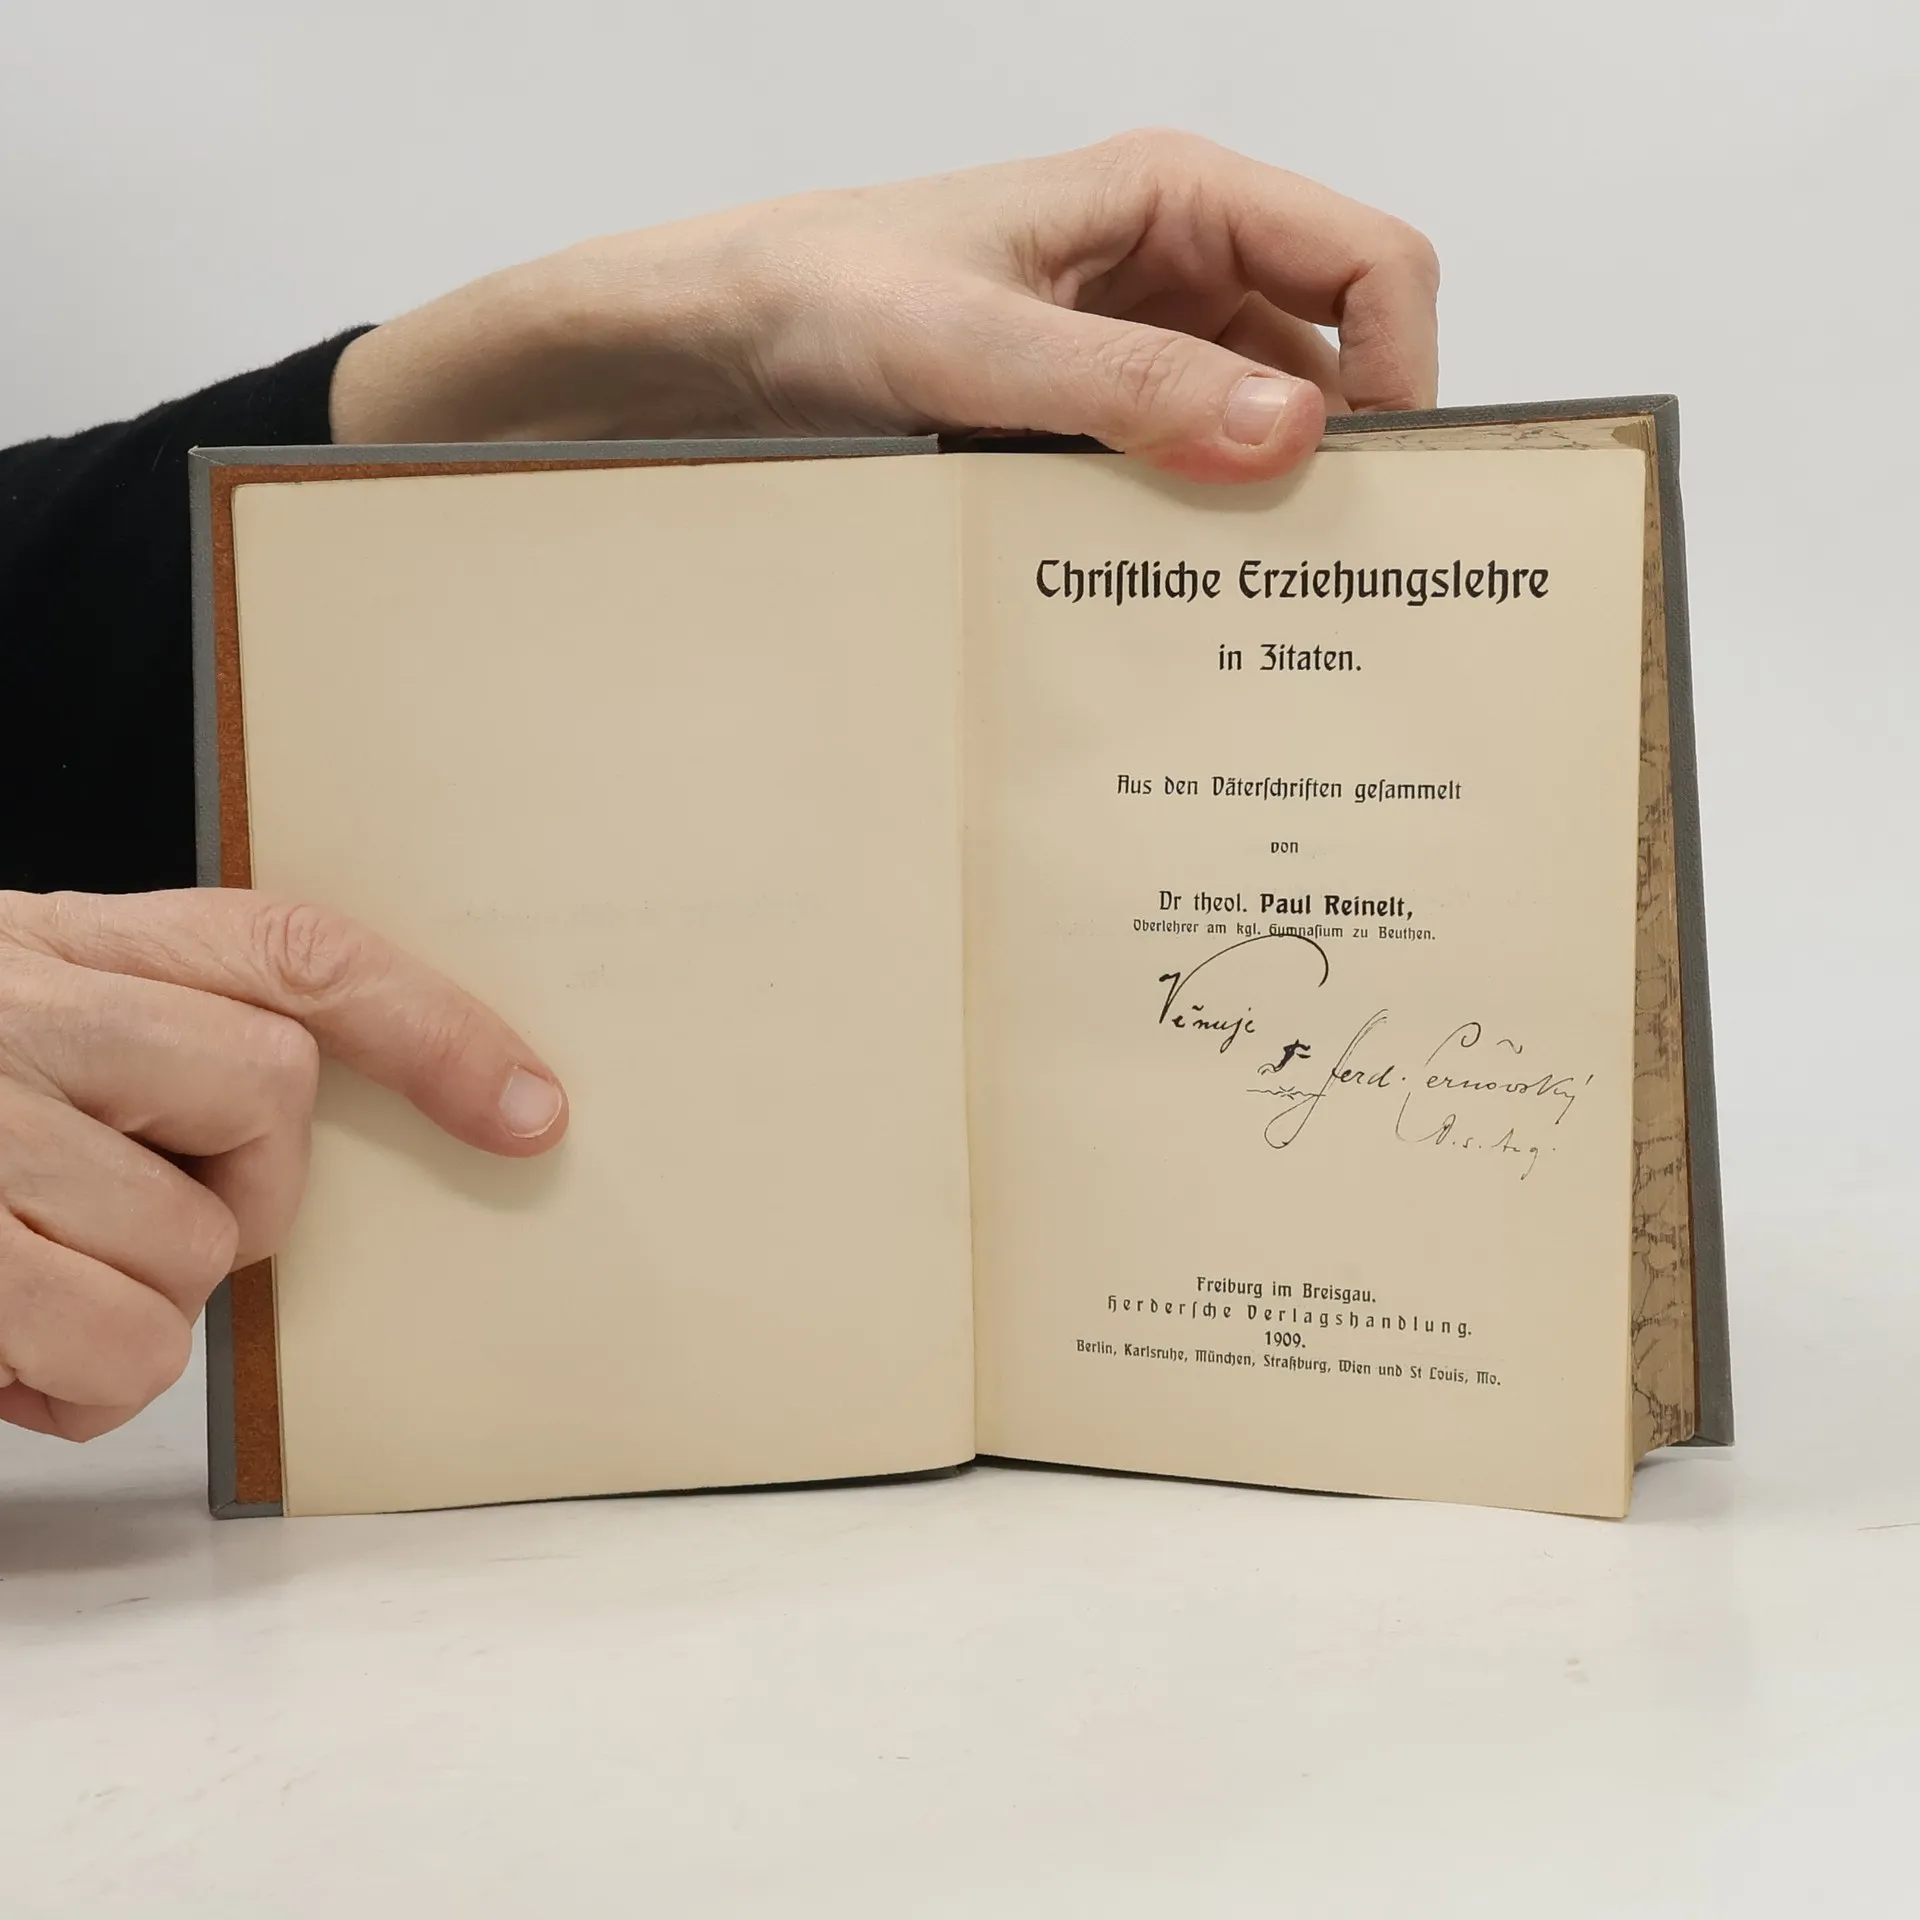 Chriſtliche Erziehungslehre
in Zitaten.
Aus den Väterſchriften geſammelt
von
Dr theol. Paul Reinelt,
Oberlehrer am kgl. Gymnaſium zu Beuthen.
Věnuje
Ferd. Černovský
Freiburg im Breisgau.
Herderſche Verlagshandlung.
1909.
Berlin, Karlsruhe, München, Straßburg, Wien und St Louis, Mo.